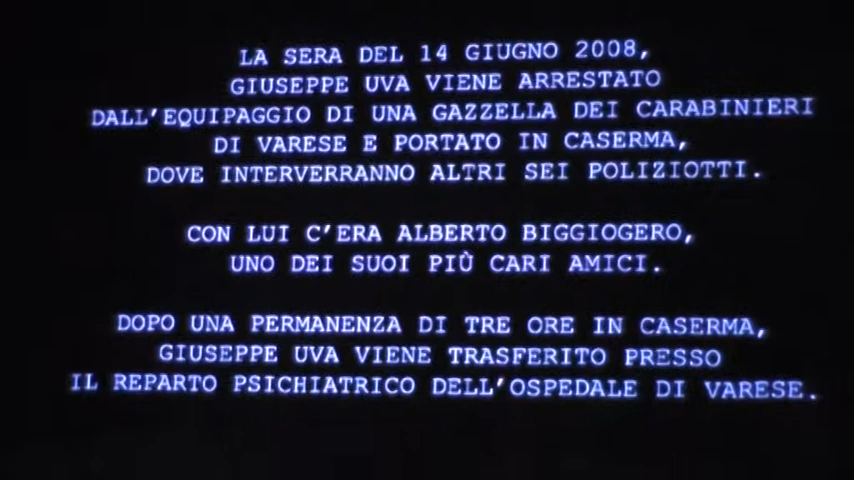 LA SERA DEL 14 GIUGNO 2008,
GIUSEPPE UVA VIENE ARRESTATO
DALL'EQUIPAGGIO DI UNA GAZZELLA DEI CARABINIERI
DI VARESE E PORTATO IN CASERMA,
DOVE INTERVERRANNO ALTRI SEI POLIZIOTTI.
CON LUI C'ERA ALBERTO BIGGIOGERO,
UNO DEI SUOI PIÙ CARI AMICI.
DOPO UNA PERMANENZA DI TRE ORE IN CASERMA,
GIUSEPPE UVA VIENE TRASFERITO PRESSO
IL REPARTO PSICHIATRICO DELL'OSPEDALE DI VARESE.